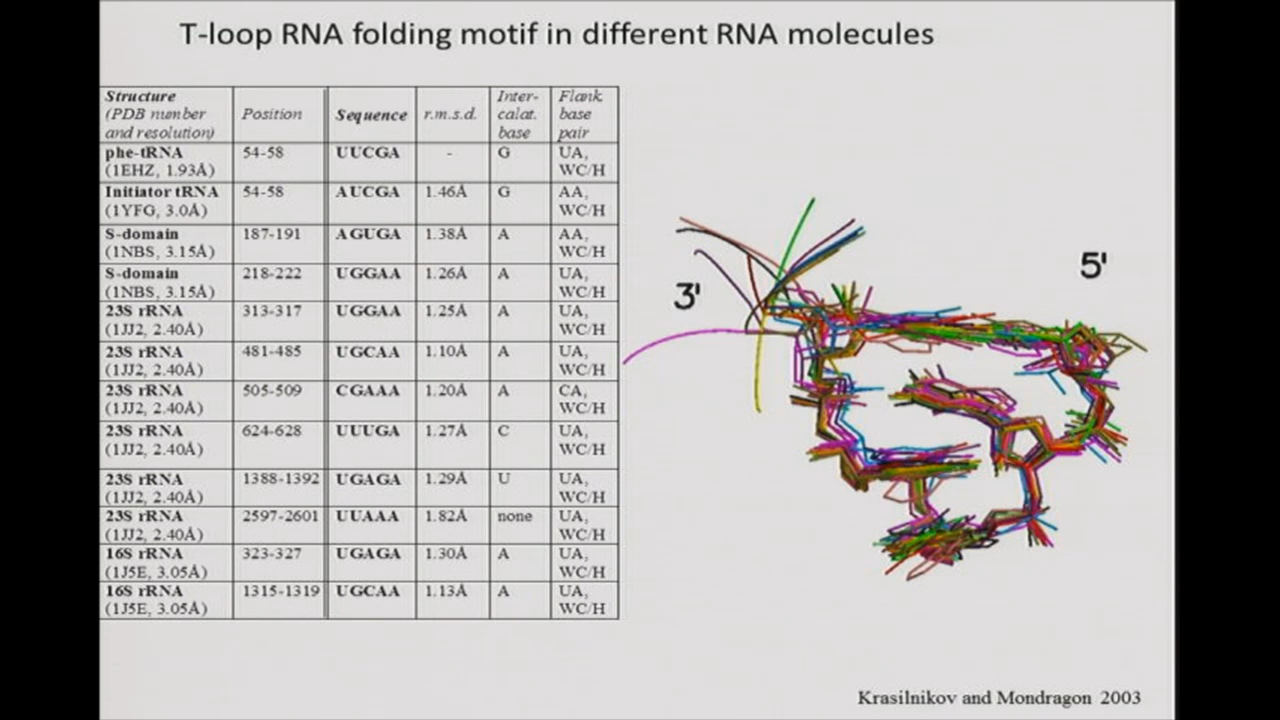 T-loop RNA folding motif in different RNA molecules
Structure (PDB number and resolution) Position Sequence r.m.s.d. Inter-calat. base Flank. base pair
phe-tRNA (1EHZ, 1.93Å) 54-58 UUCGA - G UA, WC/H
Initiator tRNA (1YFG, 3.0Å) 54-58 AUCGA 1.46Å G AA, WC/H
S-domain (1NBS, 3.15Å) 187-191 AGUGA 1.38Å A AA, WC/H
S-domain (1NBS, 3.15Å) 218-222 UGGAA 1.26Å A UA, WC/H
23S rRNA (1JJ2, 2.40Å) 313-317 UGGAA 1.25Å A UA, WC/H
23S rRNA (1JJ2, 2.40Å) 481-485 UGCAA 1.10Å A UA, WC/H
23S rRNA (1JJ2, 2.40Å) 505-509 CGAAA 1.20Å A CA, WC/H
23S rRNA (1JJ2, 2.40Å) 624-628 UUUGA 1.27Å C UA, WC/H
23S rRNA (1JJ2, 2.40Å) 1388-1392 UGAGA 1.29Å U UA, WC/H
23S rRNA (1JJ2, 2.40Å) 2597-2601 UUAAA 1.82Å none UA, WC/H
16S rRNA (1J5E, 3.05Å) 323-327 UGAGA 1.30Å A UA, WC/H
16S rRNA (1J5E, 3.05Å) 1315-1319 UGCAA 1.13Å A UA, WC/H
3'
5'
Krasilnikov and Mondragon 2003